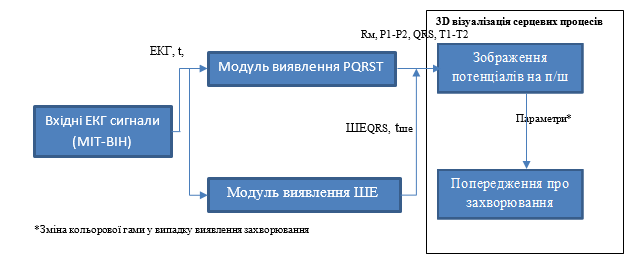 3D візуалізація серцевих процесів
Rм, P1-P2, QRS, T1-T2
ЕКГ, t,
Модуль виявлення PQRST
Зображення
потенціалів на п/ш
Вхідні ЕКГ сигнали
(MIT-BIH)
ШЕQRS, tше
Параметри*
Модуль виявлення ШЕ
Попередження про
захворювання
*Зміна кольорової гами у випадку виявлення захворювання